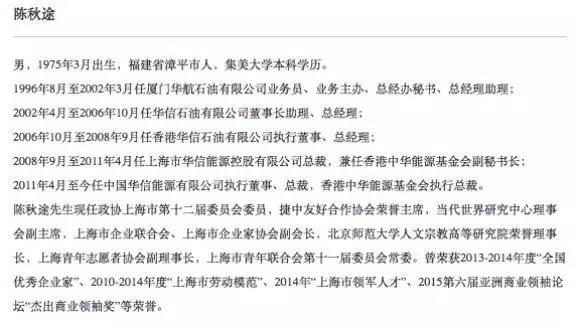 陈秋途
男，1975年3月出生，福建省漳平市人，集美大学本科学历。
1996年8月至2002年3月任厦门华航石油有限公司业务员、业务主办、总经办秘书、总经理助理；
2002年4月至2006年10月任华信石油有限公司董事长助理、总经理；
2006年10月至2008年9月任香港华信石油有限公司执行董事、总经理；
2008年9月至2011年4月任上海市华信能源控股有限公司总裁，兼任香港中华能源基金会副秘书长；
2011年4月至今任中国华信能源有限公司执行董事、总裁，香港中华能源基金会执行总裁。
陈秋途先生现任政协上海市第十二届委员会委员，捷中友好合作协会荣誉主席，当代世界研究中心理事
会副主席，上海市企业联合会、上海市企业家协会副会长，北京师范大学人文宗教高等研究院荣誉理事
长，上海青年志愿者协会副理事长，上海市青年联合会第十一届委员会常委。曾荣获2013-2014年度“全国
优秀企业家”、2010-2014年度“上海市劳动模范”、2014年“上海市领军人才”、2015第六届亚洲商业领袖论
坛“杰出商业领袖奖”等荣誉。